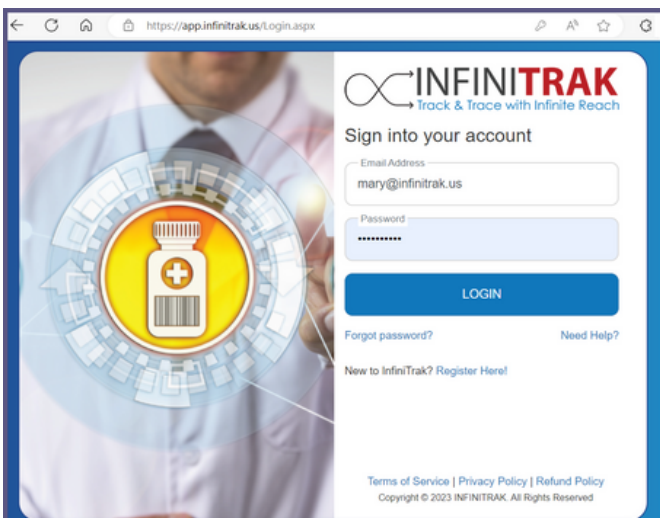 https://app.infinitrak.us/Login.aspx
INFINITRAK
Track & Trace with Infinite Reach
Sign into your account
Email Address
mary@infinitrak.us
Password
••••••••••
LOGIN
Forgot password? Need Help?
New to InfiniTrak? Register Here!
Terms of Service | Privacy Policy | Refund Policy
Copyright © 2023 INFINITRAK. All Rights Reserved